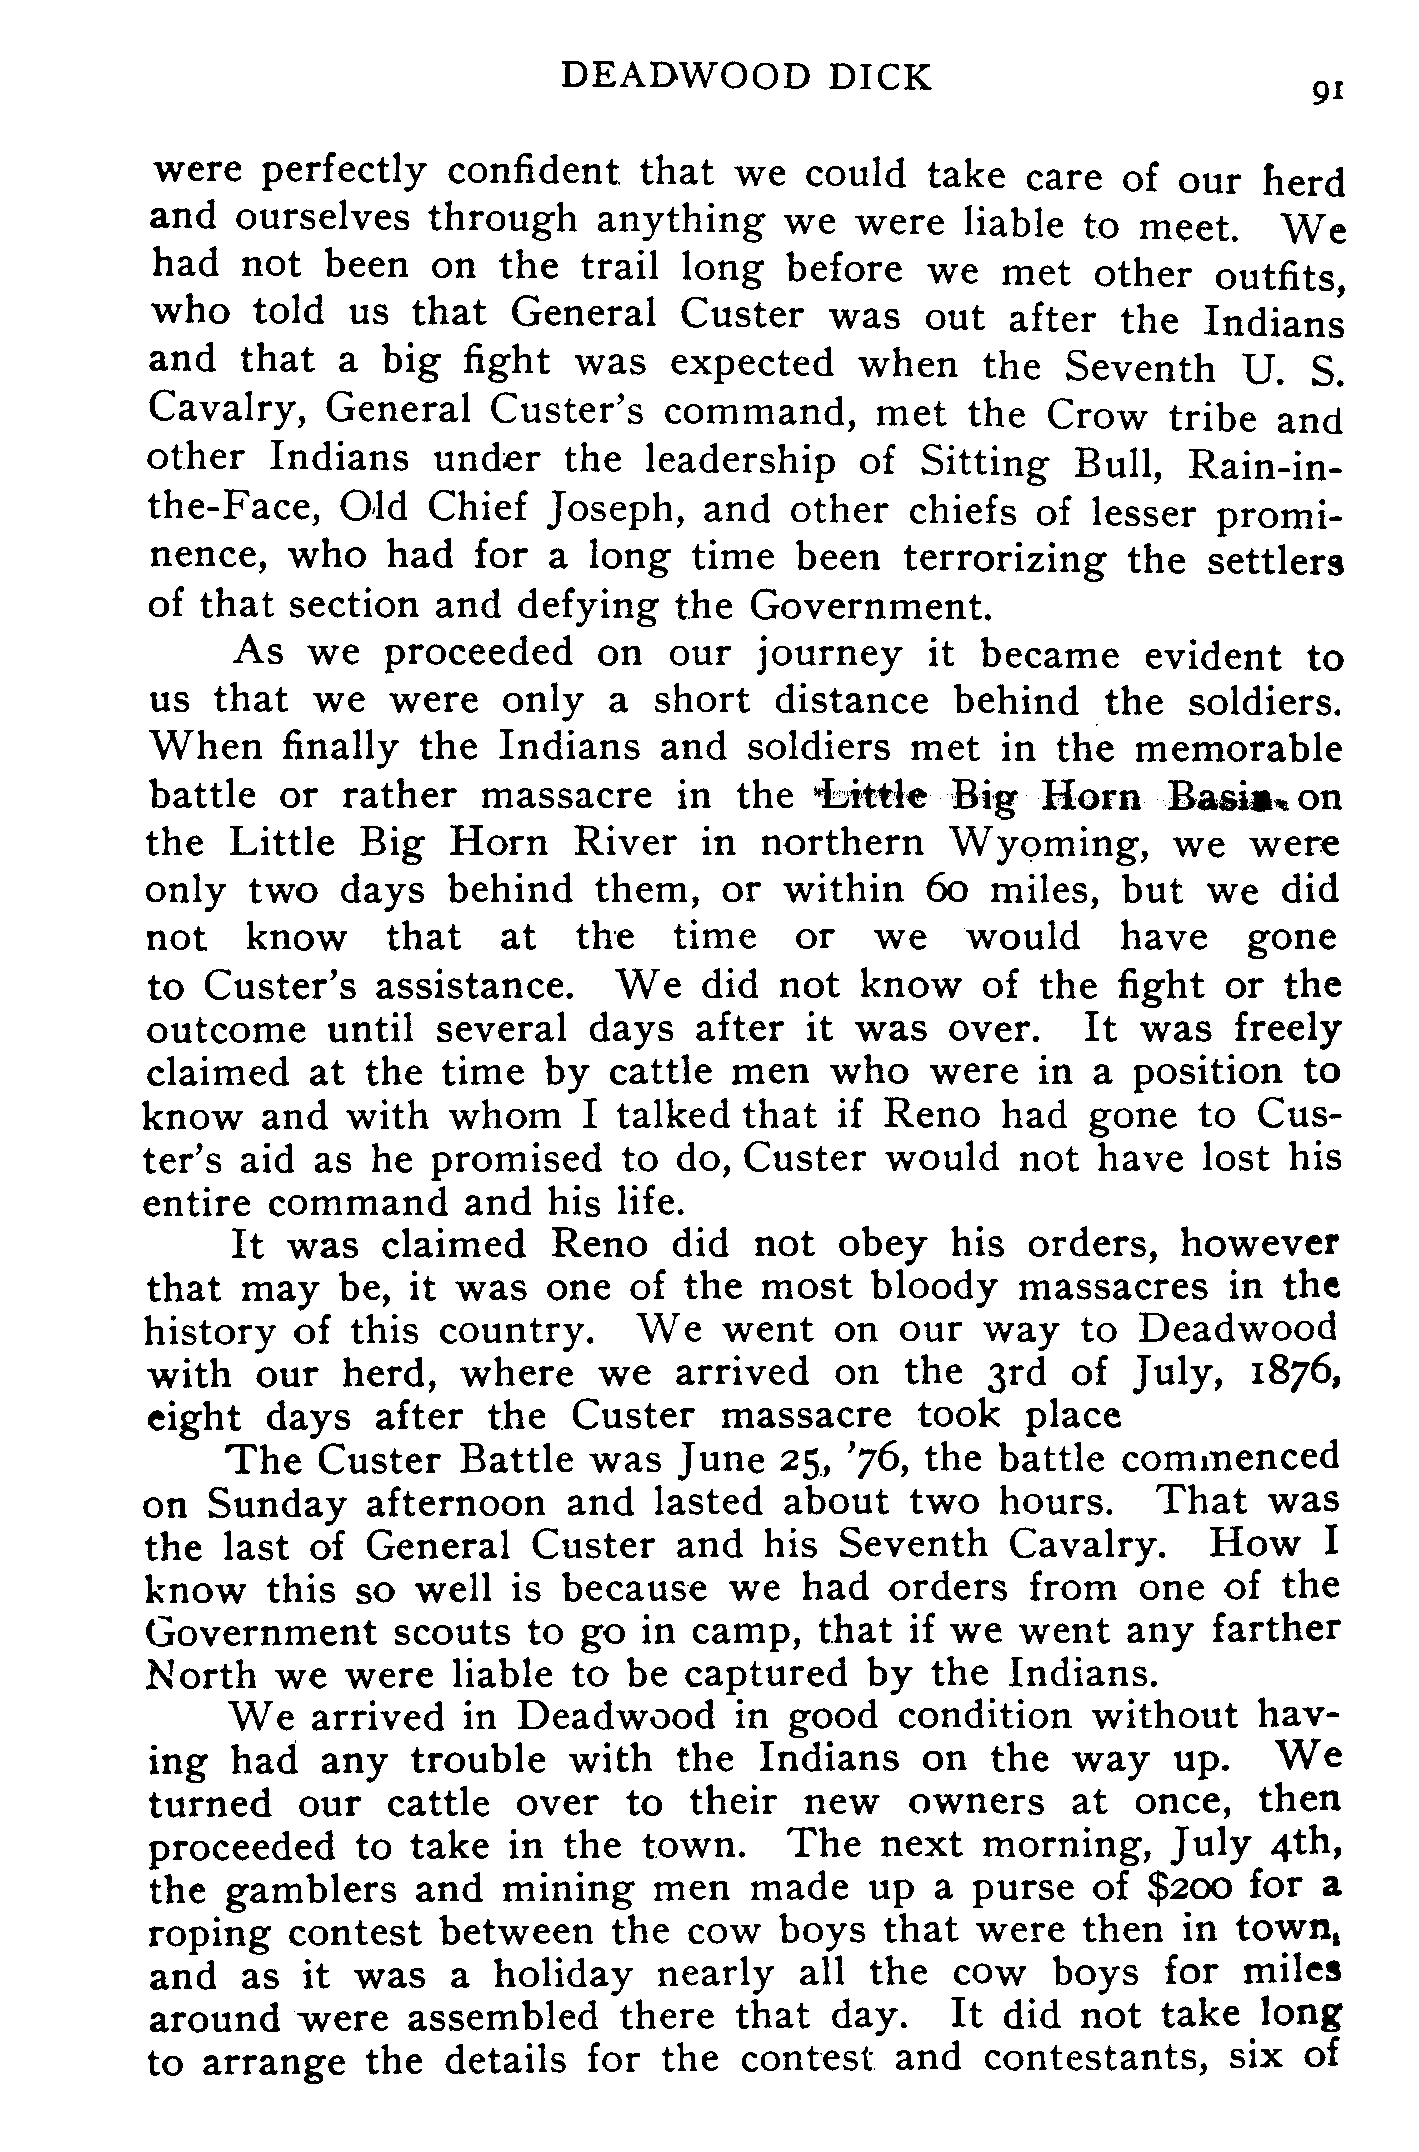 DEADWOOD DICK
91
were perfectly confident that we could take care of our herd
and ourselves through anything we were liable to meet. We
had not been on the trail long before we met other outfits,
who told us that General Custer was out after the Indians
and that a big fight was expected when the Seventh U. S.
Cavalry, General Custer's command, met the Crow tribe and
other Indians under the leadership of Sitting Bull, Rain-in-
the-Face, Old Chief Joseph, and other chiefs of lesser promi-
nence, who had for a long time been terrorizing the settlers
of that section and defying the Government.
As we proceeded on our journey it became evident to
us that we were only a short distance behind the soldiers.
When finally the Indians and soldiers met in the memorable
battle or rather massacre in the Little Big Horn Basin on
the Little Big Horn River in northern Wyoming, we were
only two days behind them, or within 60 miles, but we did
not know that at the time or we would have gone
to Custer's assistance. We did not know of the fight or the
outcome until several days after it was over. It was freely
claimed at the time by cattle men who were in a position to
know and with whom I talked that if Reno had gone to Cus-
ter's aid as he promised to do, Custer would not have lost his
entire command and his life.
It was claimed Reno did not obey his orders, however
that may be, it was one of the most bloody massacres in the
history of this country. We went on our way to Deadwood
with our herd, where we arrived on the 3rd of July, 1876,
eight days after the Custer massacre took place
The Custer Battle was June 25, '76, the battle commenced
on Sunday afternoon and lasted about two hours. That was
the last of General Custer and his Seventh Cavalry. How I
know this so well is because we had orders from one of the
Government scouts to go in camp, that if we went any farther
North we were liable to be captured by the Indians.
We arrived in Deadwood in good condition without hav-
ing had any trouble with the Indians on the way up. We
turned our cattle over to their new owners at once, then
proceeded to take in the town. The next morning, July 4th,
the gamblers and mining men made up a purse of $200 for a
roping contest between the cow boys that were then in town,
and as it was a holiday nearly all the cow boys for miles
around were assembled there that day. It did not take long
to arrange the details for the contest and contestants, six of